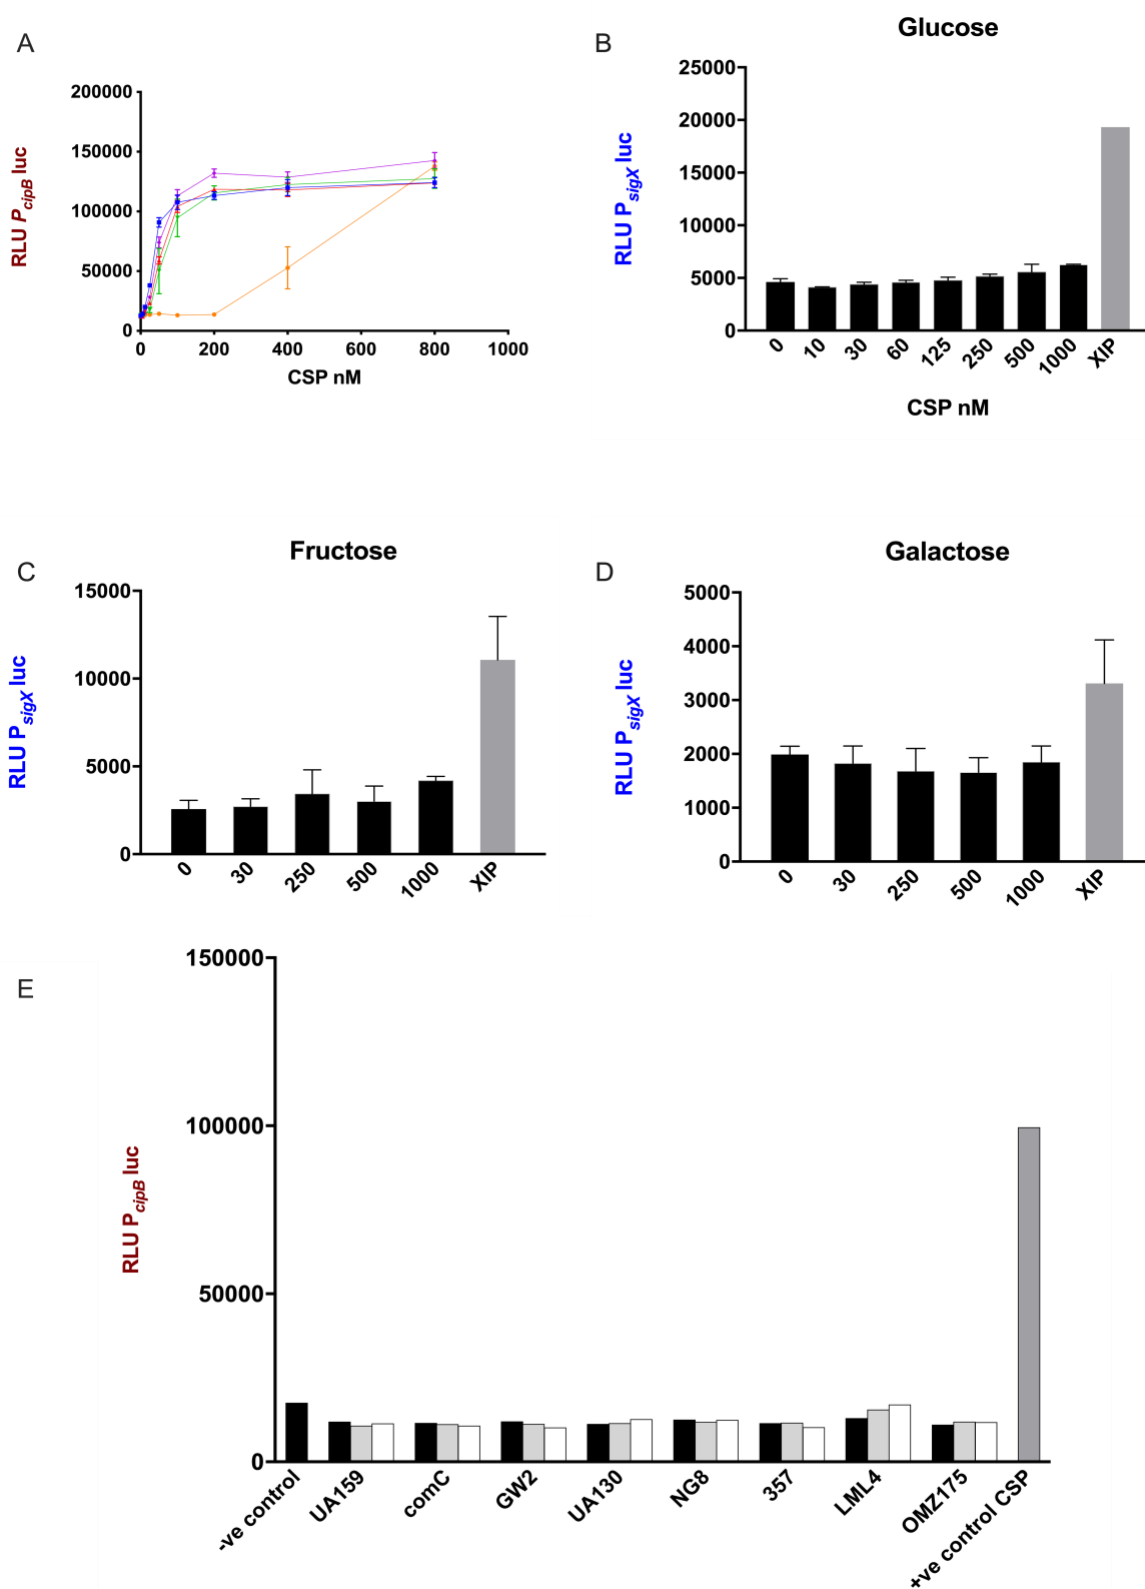 A
200000
150000
100000
50000
0
0 200 400 600 800 1000
CSP nM
RLU PcipB luc
B
Glucose
25000
20000
15000
10000
5000
0
0 10 30 60 125 250 500 1000 XIP
CSP nM
RLU PsigX luc
C
Fructose
15000
10000
5000
0
0 30 250 500 1000 XIP
RLU PsigX luc
D
Galactose
5000
4000
3000
2000
1000
0
0 30 250 500 1000 XIP
RLU PsigX luc
E
150000
100000
50000
0
-ve control UA159 comC GW2 UA130 NG8 357 LML4 OMZ175 +ve control CSP
RLU PcipB luc